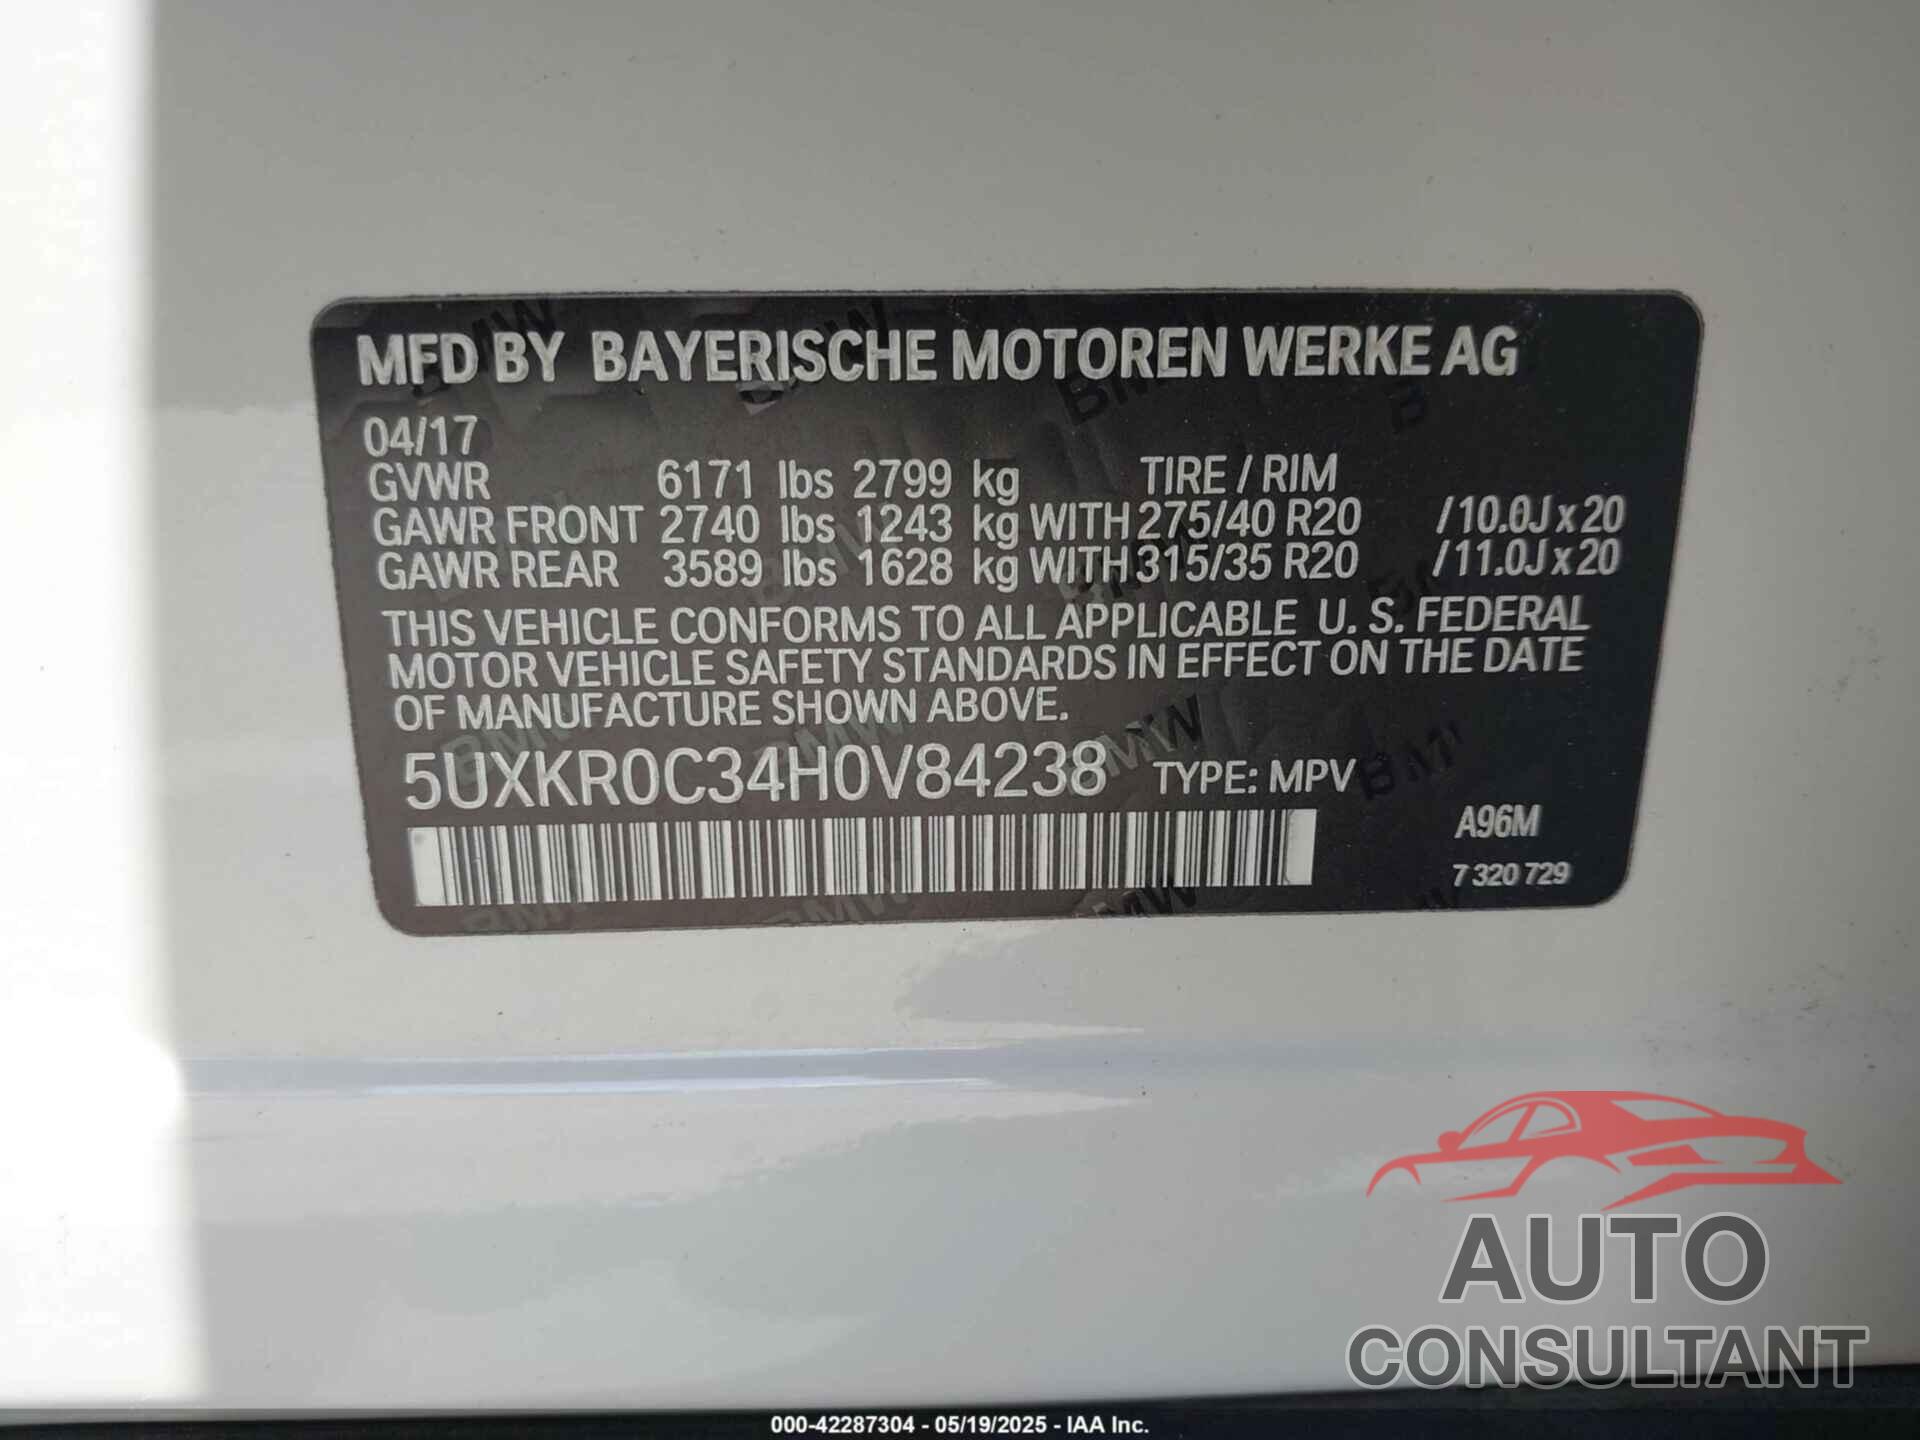 MFD BY BAYERISCHE MOTOREN WERKE AG
04/17
GVWR 6171 lbs 2799 kg TIRE / RIM
GAWR FRONT 2740 lbs 1243 kg WITH 275/40 R20 /10.0J x 20
GAWR REAR 3589 lbs 1628 kg WITH 315/35 R20 /11.0J x 20
THIS VEHICLE CONFORMS TO ALL APPLICABLE U. S. FEDERAL
MOTOR VEHICLE SAFETY STANDARDS IN EFFECT ON THE DATE
OF MANUFACTURE SHOWN ABOVE.
5UXKR0C34H0V84238 TYPE: MPV
A96M
7 320 729
AUTO
CONSULTANT
000-42287304 - 05/19/2025 - IAA Inc.